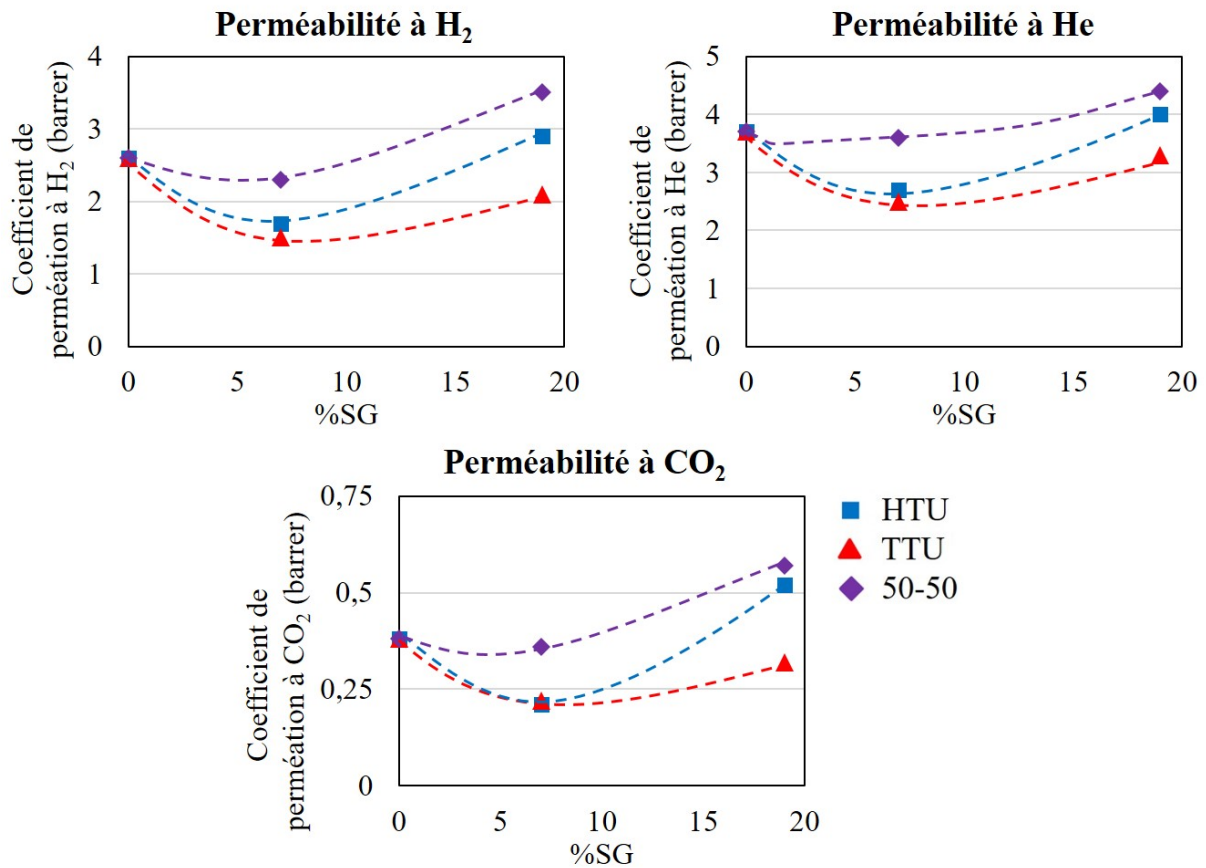 Perméabilité à H₂
Coefficient de
perméation à H₂ (barrer)
4
3
2
1
0
0 5 10 15 20
%SG
Perméabilité à He
Coefficient de
perméation à He (barrer)
5
4
3
2
1
0
0 5 10 15 20
%SG
Perméabilité à CO₂
Coefficient de
perméation à CO₂ (barrer)
0,75
0,5
0,25
0
0 5 10 15 20
%SG
HTU
TTU
50-50